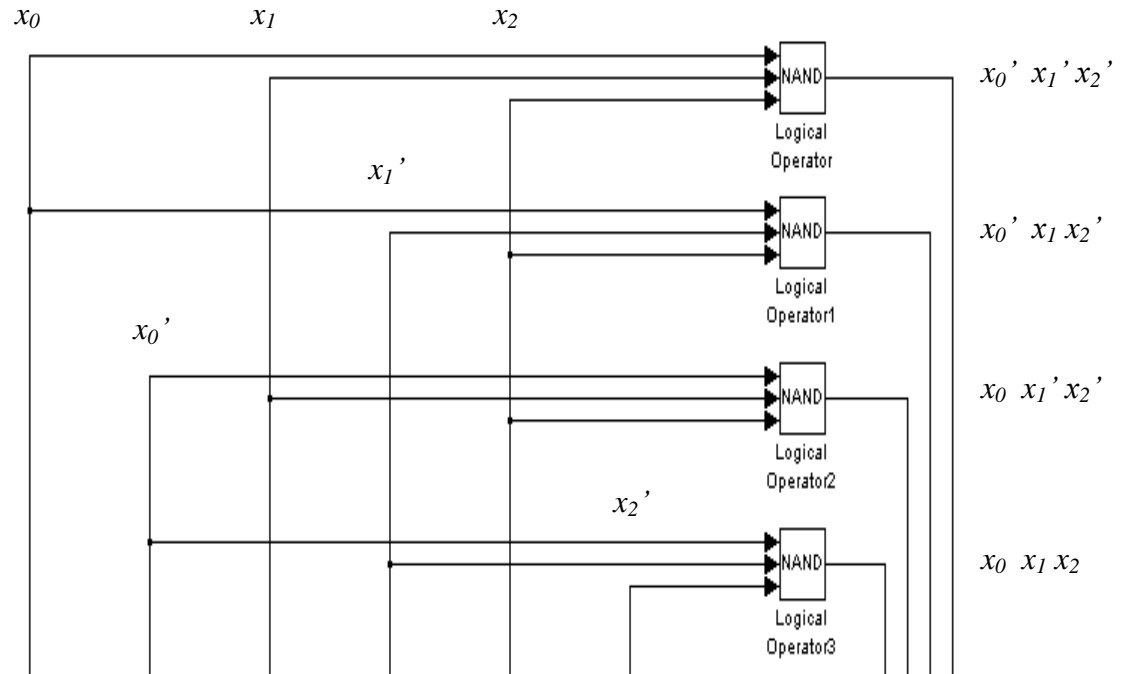 x₀ x₁ x₂
NAND
x₀’ x₁’ x₂’
Logical
Operator
x₁’
NAND
x₀’ x₁ x₂’
Logical
Operator1
x₀’
NAND
x₀ x₁’ x₂’
Logical
Operator2
x₂’
NAND
x₀ x₁ x₂
Logical
Operator3